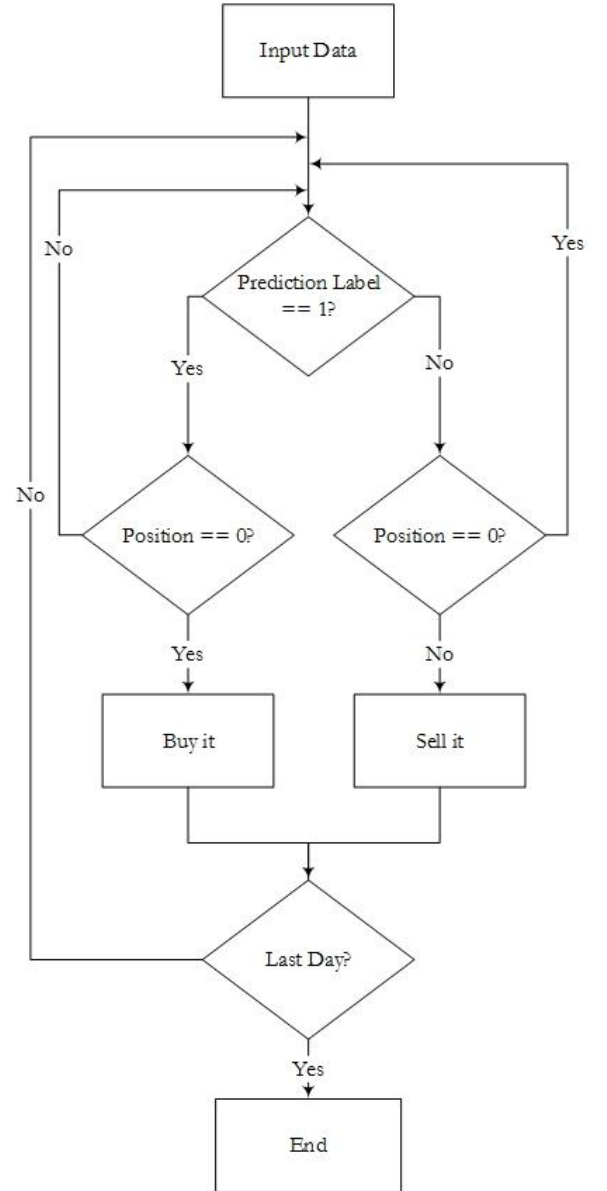 Input Data
No
Yes
Prediction Label
== 1?
Yes
No
No
Position == 0?
Position == 0?
Yes
No
Buy it
Sell it
Last Day?
Yes
End